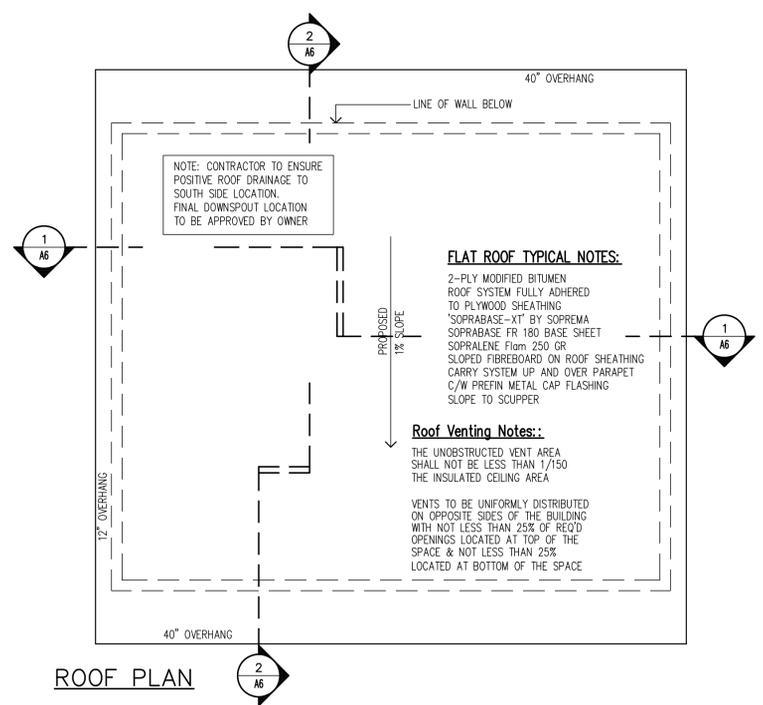 2
A6
40" OVERHANG
LINE OF WALL BELOW
NOTE: CONTRACTOR TO ENSURE
POSITIVE ROOF DRAINAGE TO
SOUTH SIDE LOCATION.
FINAL DOWNSPOUT LOCATION
TO BE APPROVED BY OWNER
1
A6
PROPOSED
1% SLOPE
FLAT ROOF TYPICAL NOTES:
2-PLY MODIFIED BITUMEN
ROOF SYSTEM FULLY ADHERED
TO PLYWOOD SHEATHING
'SOPRABASE-XT' BY SOPREMA
SOPRABASE FR 180 BASE SHEET
SOPRALENE Flam 250 GR
SLOPED FIBREBOARD ON ROOF SHEATHING
CARRY SYSTEM UP AND OVER PARAPET
C/W PREFIN METAL CAP FLASHING
SLOPE TO SCUPPER
1
A6
Roof Venting Notes::
THE UNOBSTRUCTED VENT AREA
SHALL NOT BE LESS THAN 1/150
THE INSULATED CEILING AREA
VENTS TO BE UNIFORMLY DISTRIBUTED
ON OPPOSITE SIDES OF THE BUILDING
WITH NOT LESS THAN 25% OF REQ'D
OPENINGS LOCATED AT TOP OF THE
SPACE & NOT LESS THAN 25%
LOCATED AT BOTTOM OF THE SPACE
12" OVERHANG
40" OVERHANG
2
A6
ROOF PLAN